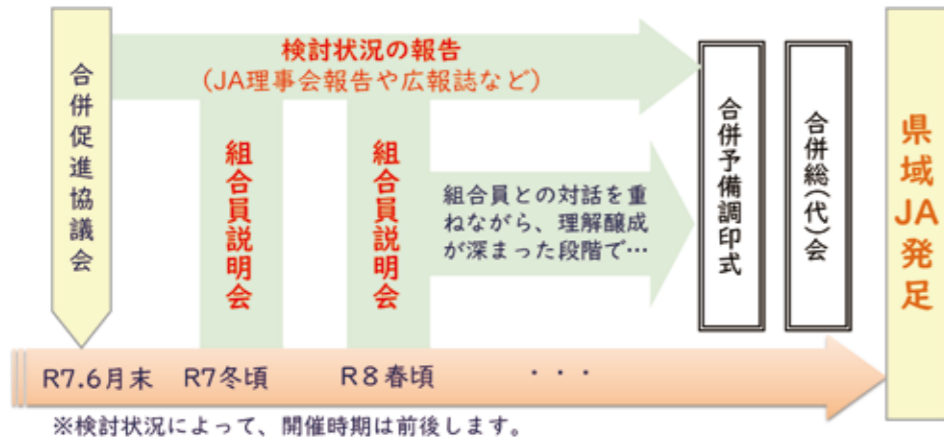 合併促進協議会
検討状況の報告
（JA理事会報告や広報誌など）
組合員説明会
組合員説明会
組合員との対話を重
ねながら、理解醸成
が深まった段階で…
合併予備調印式
合併総(代)会
県域JA発足
R7.6月末
R7冬頃
R8春頃
・・・
※検討状況によって、開催時期は前後します。